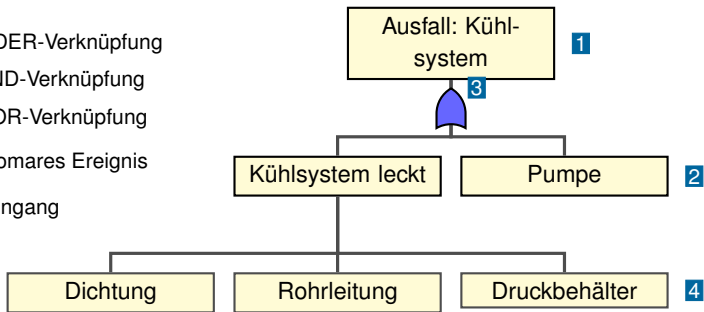 DER-Verknüpfung
ND-Verknüpfung
OR-Verknüpfung
omares Ereignis
ngang
Ausfall: Kühl-
system
1
3
Kühlsystem leckt
Pumpe
2
Dichtung
Rohrleitung
Druckbehälter
4